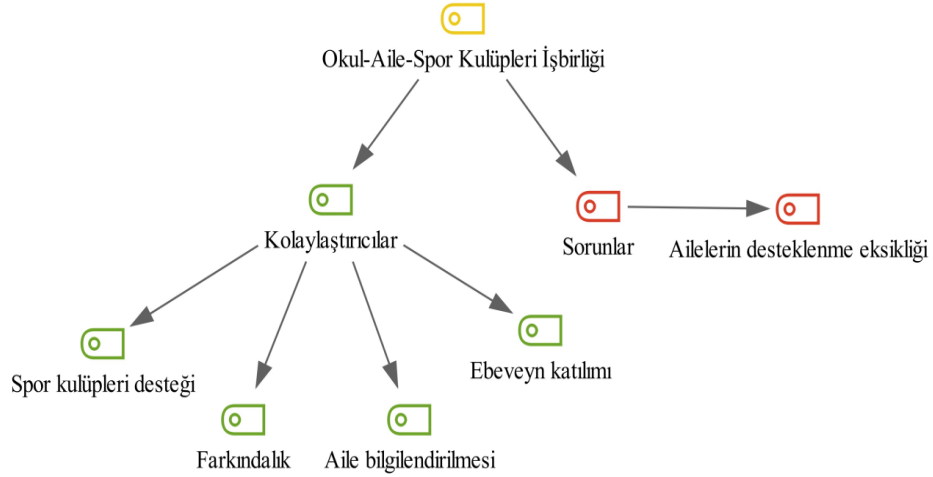 Okul-Aile-Spor Kulüpleri İşbirliği
Kolaylaştırıcılar
Sorunlar
Ailelerin desteklenme eksikliği
Spor kulüpleri desteği
Ebeveyn katılımı
Farkındalık
Aile bilgilendirilmesi